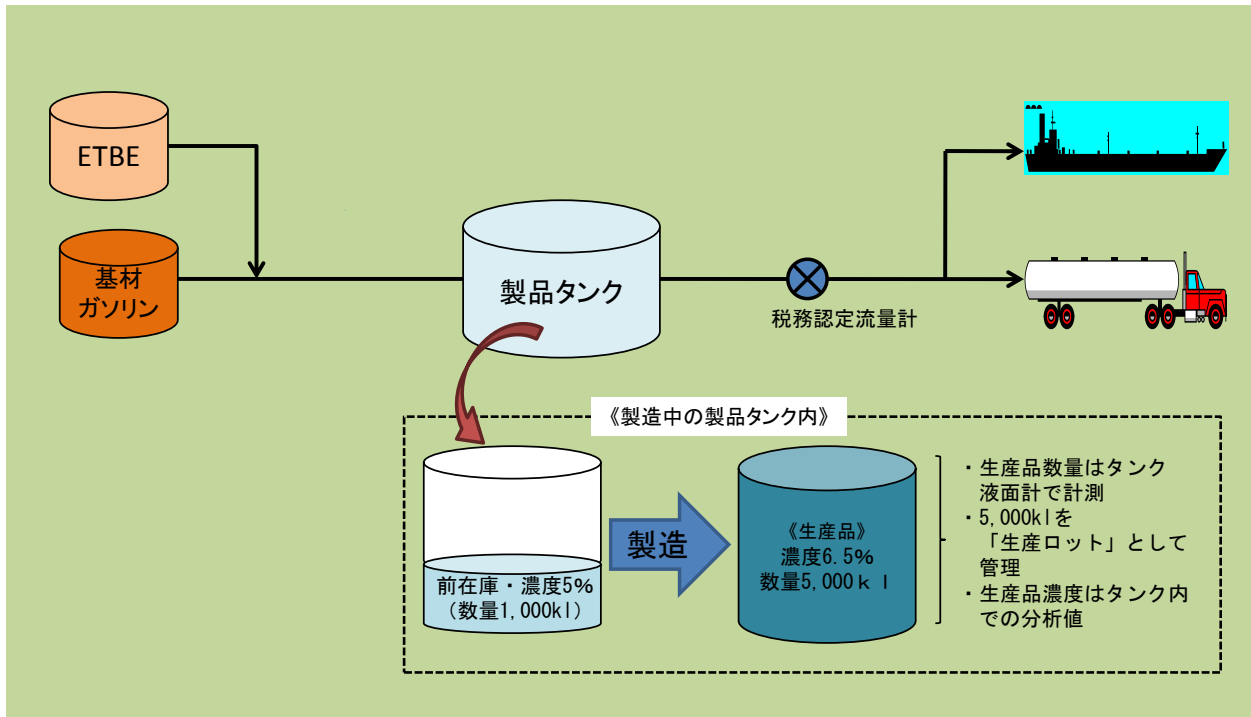 ETBE
基材
ガソリン
製品タンク
税務認定流量計
《製造中の製品タンク内》
前在庫・濃度5%
(数量1,000kl)
製造
《生産品》
濃度6.5%
数量5,000kl
・生産品数量はタンク
液面計で計測
・5,000klを
「生産ロット」として
管理
・生産品濃度はタンク内
での分析値